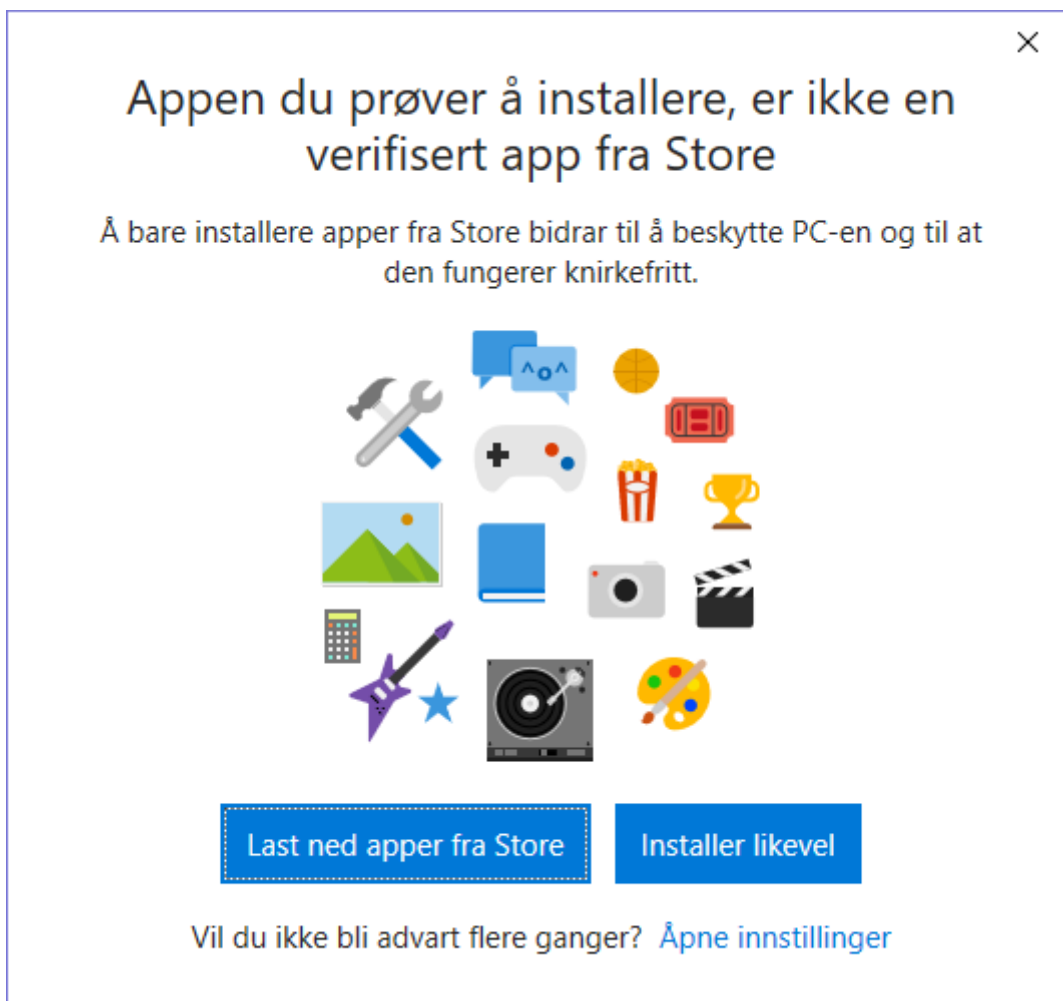 Appen du prøver å installere, er ikke en
verifisert app fra Store
Å bare installere apper fra Store bidrar til å beskytte PC-en og til at
den fungerer knirkefritt.
^o^
Last ned apper fra Store
Installer likevel
Vil du ikke bli advart flere ganger? Åpne innstillinger